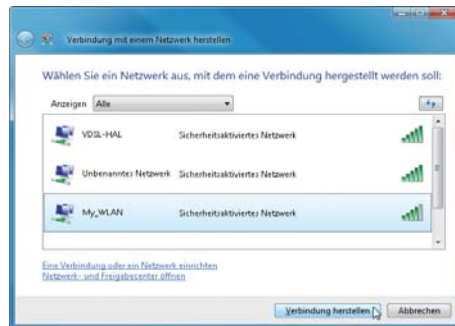 Verbindung mit einem Netzwerk herstellen
Wählen Sie ein Netzwerk aus, mit dem eine Verbindung hergestellt werden soll:
Anzeigen Alle
VDSL-HAL Sicherheitsaktiviertes Netzwerk
Unbenanntes Netzwerk Sicherheitsaktiviertes Netzwerk
My_WLAN Sicherheitsaktiviertes Netzwerk
Eine Verbindung oder ein Netzwerk einrichten
Netzwerk- und Freigabecenter öffnen
Verbindung herstellen Abbrechen